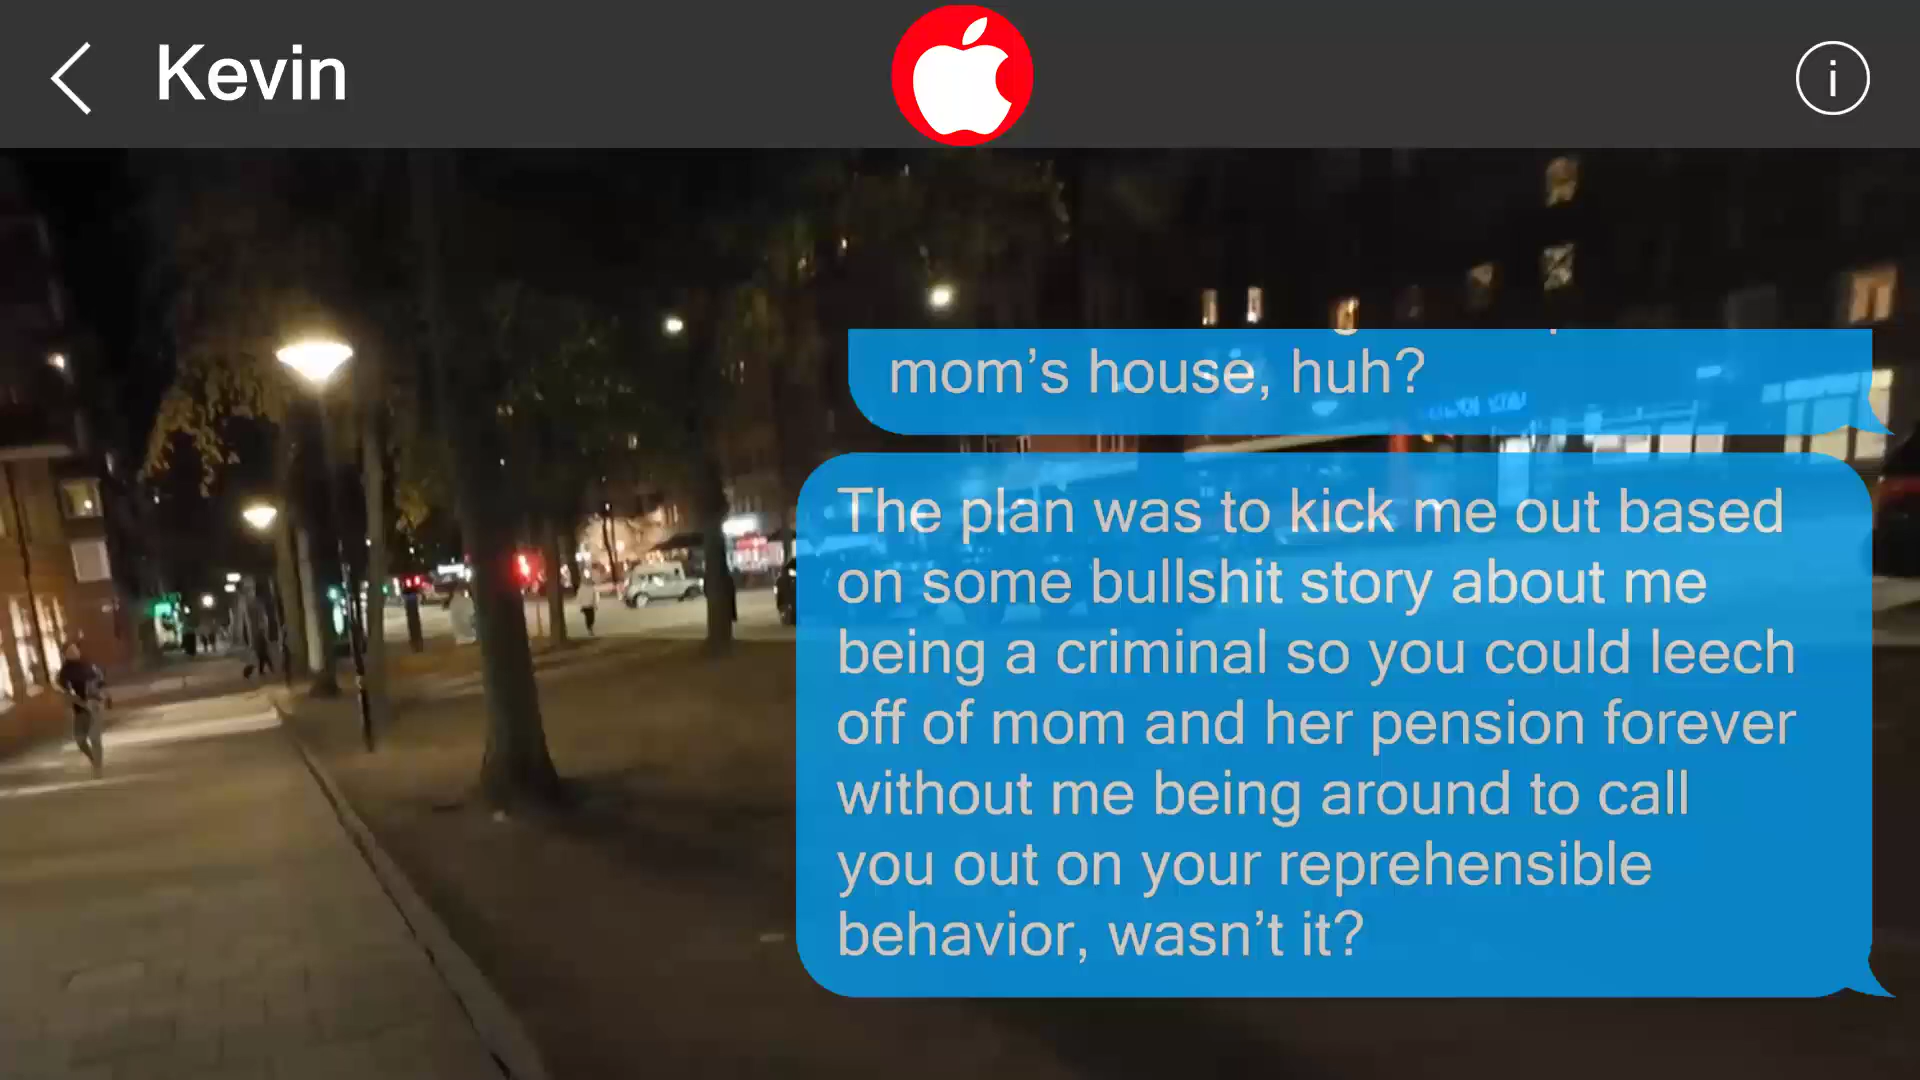 Kevin
i
mom's house, huh?
The plan was to kick me out based
on some bullshit story about me
being a criminal so you could leech
off of mom and her pension forever
without me being around to call
you out on your reprehensible
behavior, wasn't it?